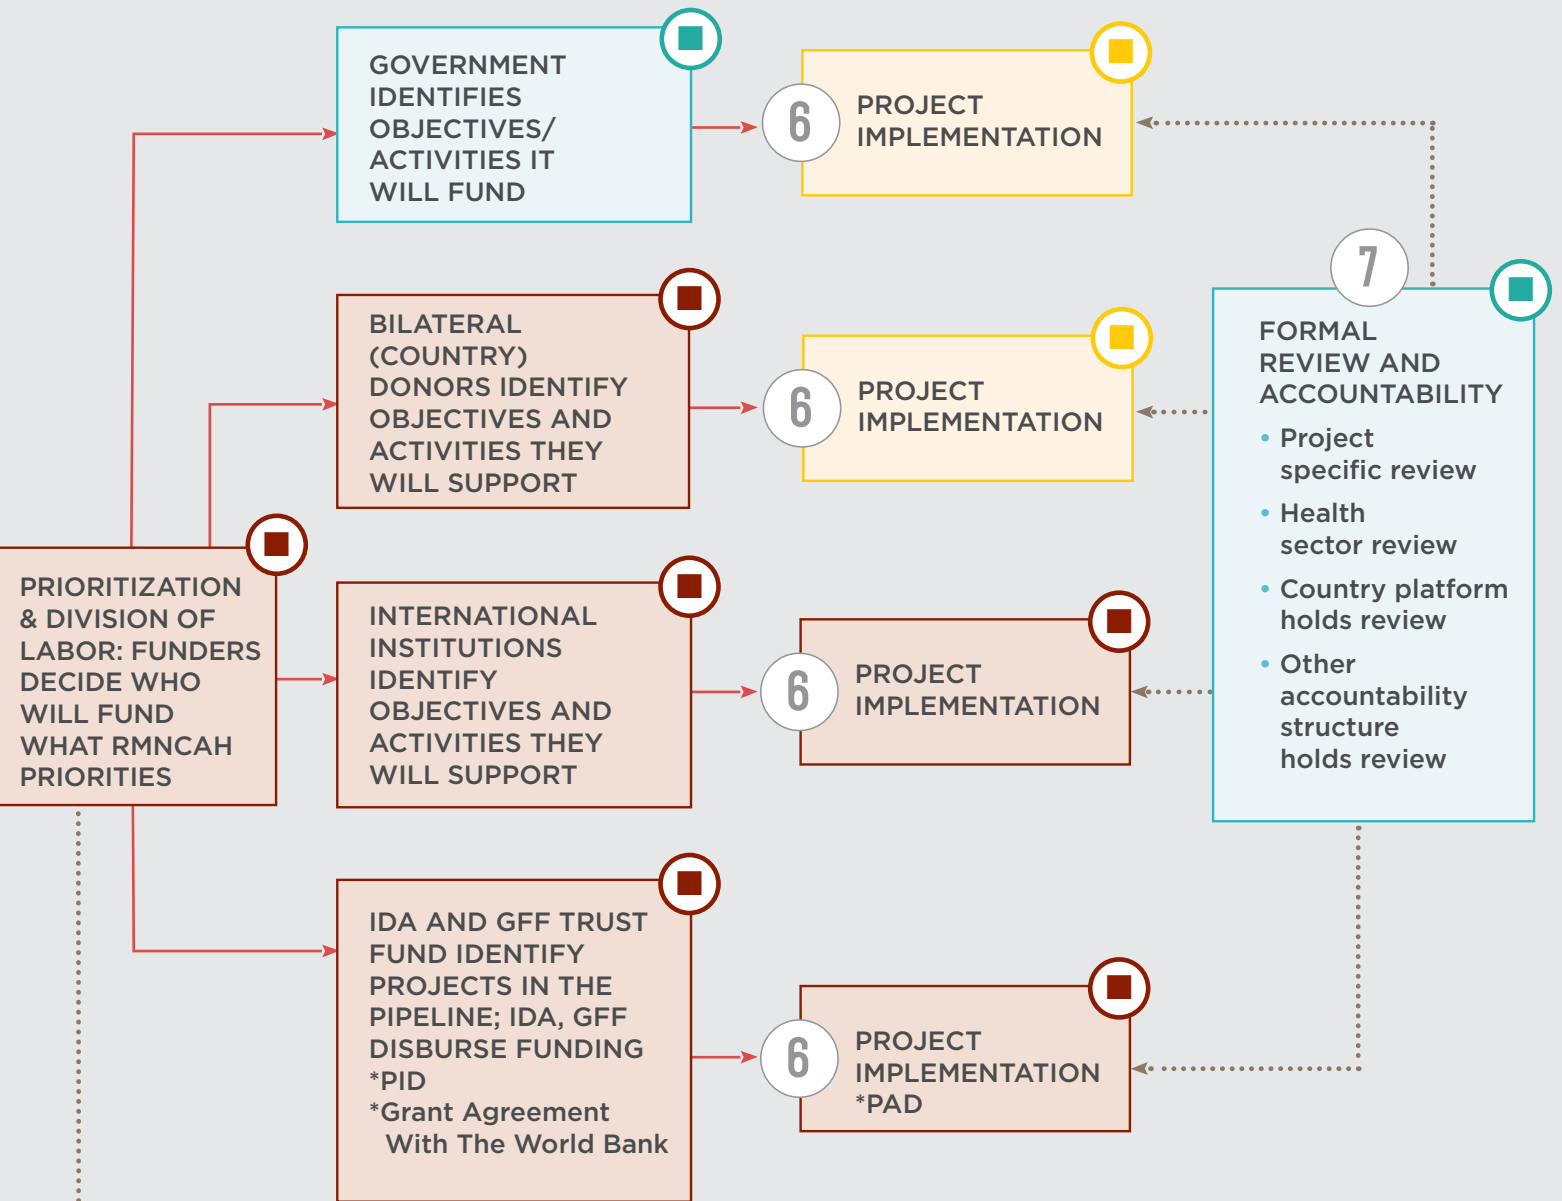 PRIORITIZATION
& DIVISION OF
LABOR: FUNDERS
DECIDE WHO
WILL FUND
WHAT RMNCAH
PRIORITIES
GOVERNMENT
IDENTIFIES
OBJECTIVES/
ACTIVITIES IT
WILL FUND
6
PROJECT
IMPLEMENTATION
BILATERAL
(COUNTRY)
DONORS IDENTIFY
OBJECTIVES AND
ACTIVITIES THEY
WILL SUPPORT
6
PROJECT
IMPLEMENTATION
INTERNATIONAL
INSTITUTIONS
IDENTIFY
OBJECTIVES AND
ACTIVITIES THEY
WILL SUPPORT
6
PROJECT
IMPLEMENTATION
IDA AND GFF TRUST
FUND IDENTIFY
PROJECTS IN THE
PIPELINE; IDA, GFF
DISBURSE FUNDING
*PID
*Grant Agreement
With The World Bank
6
PROJECT
IMPLEMENTATION
*PAD
7
FORMAL
REVIEW AND
ACCOUNTABILITY
• Project
specific review
• Health
sector review
• Country platform
holds review
• Other
accountability
structure
holds review